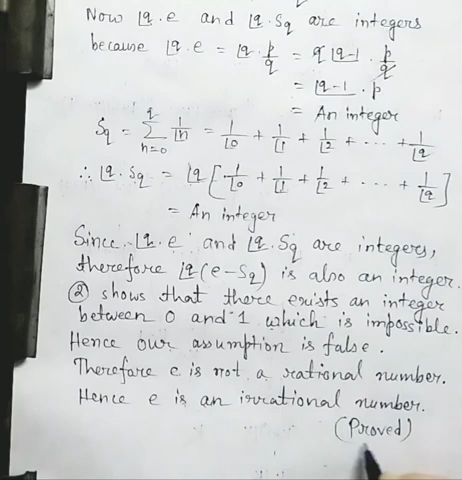 Now ⌊q . e and ⌊q . Sq are integers
because ⌊q . e = ⌊q . p/q = q ⌊q-1 . p/q
= ⌊q-1 . p
= An integer
Sq = q∑n=0 1/⌊n = 1/⌊0 + 1/⌊1 + 1/⌊2 + ... + 1/⌊q
∴ ⌊q . Sq = ⌊q [1/⌊0 + 1/⌊1 + 1/⌊2 + ... + 1/⌊q]
= An integer
Since ⌊q . e and ⌊q . Sq are integers,
therefore ⌊q (e-Sq) is also an integer.
② shows that there exists an integer
between 0 and 1 which is impossible.
Hence our assumption is false.
Therefore e is not a rational number.
Hence e is an irrational number.
(Proved)